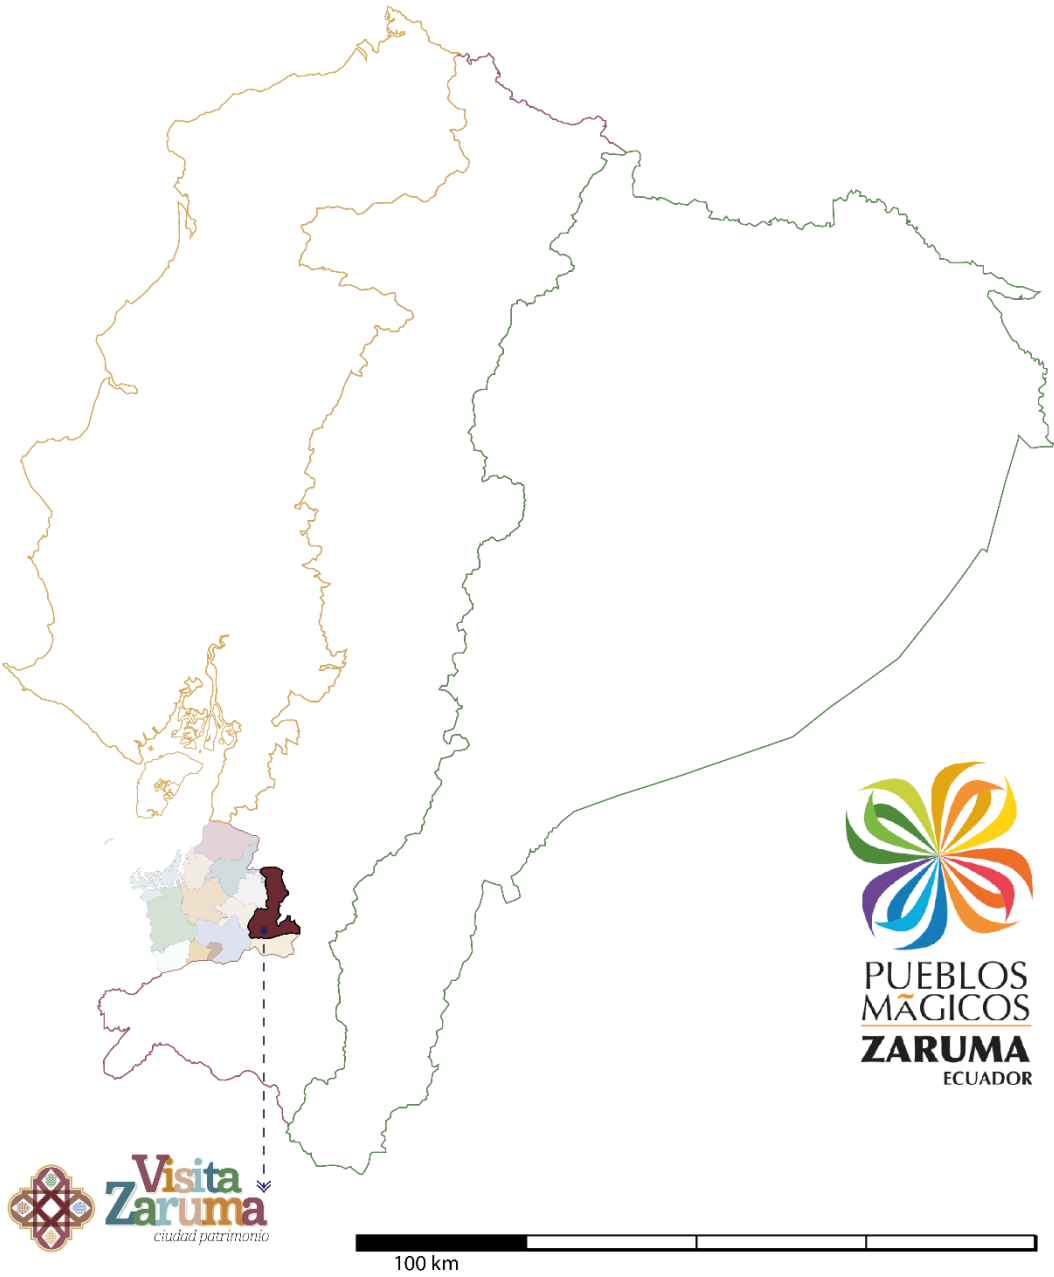 PUEBLOS
MãGICOS
ZARUMA
ECUADOR
Visita
Zaruma
ciudad patrimonio
100 km